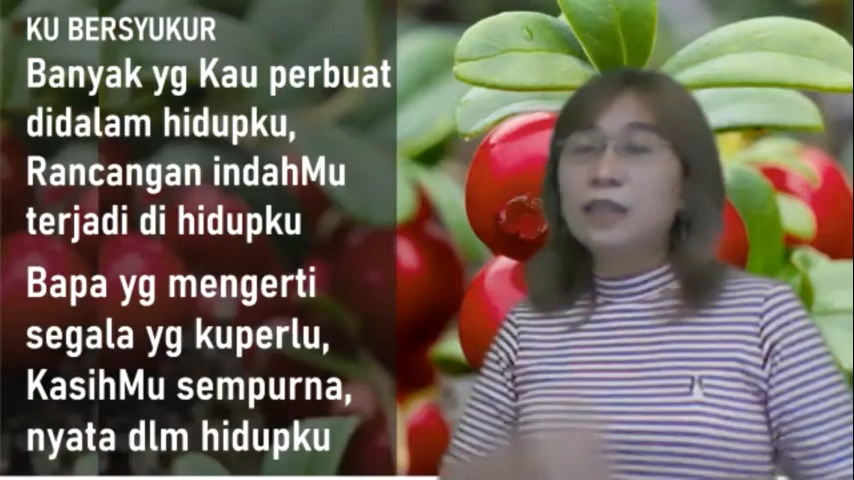 KU BERSYUKUR
Banyak yg Kau perbuat
didalam hidupku,
Rancangan indahMu
terjadi di hidupku
Bapa yg mengerti
segala yg kuperlu,
KasihMu sempurna,
nyata dlm hidupku